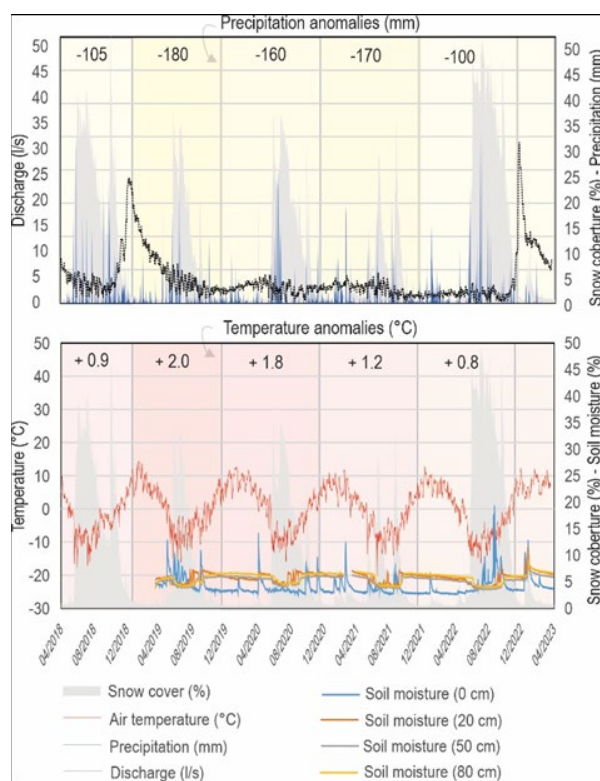 Precipitation anomalies (mm)
-105 -180 -160 -170 -100
50
45
40
35
30
25
20
15
10
5
0
Discharge (l/s)
50
45
40
35
30
25
20
15
10
5
0
Snow coberture (%) - Precipitation (mm)
Temperature anomalies (°C)
+ 0.9 + 2.0 + 1.8 + 1.2 + 0.8
50
40
30
20
10
0
-10
-20
-30
Temperature (°C)
50
45
40
35
30
25
20
15
10
5
0
Snow coberture (%) - Soil moisture (%)
04/2018 08/2018 12/2018 04/2019 08/2019 12/2019 04/2020 08/2020 12/2020 04/2021 08/2021 12/2021 04/2022 08/2022 12/2022 04/2023
Snow cover (%)
Air temperature (°C)
Precipitation (mm)
Discharge (l/s)
Soil moisture (0 cm)
Soil moisture (20 cm)
Soil moisture (50 cm)
Soil moisture (80 cm)